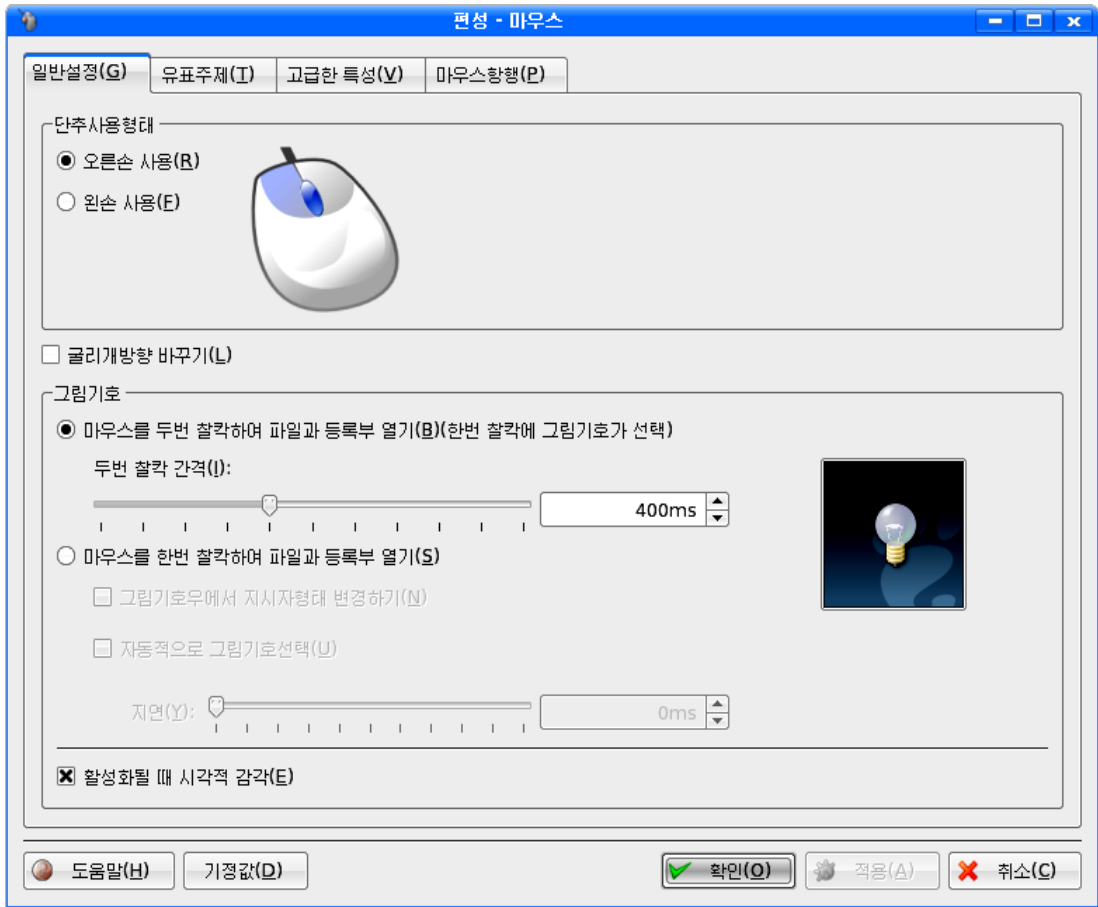 편성 - 마우스
일반설정(G) 유표주제(T) 고급한 특성(V) 마우스항행(P)
단추사용형태
오른손 사용(R)
왼손 사용(F)
굴리개방향 바꾸기(L)
그림기호
마우스를 두번 찰칵하여 파일과 등록부 열기(B)(한번 찰칵에 그림기호가 선택)
두번 찰칵 간격(I):
400ms
마우스를 한번 찰칵하여 파일과 등록부 열기(S)
그림기호우에서 지시자형태 변경하기(N)
자동적으로 그림기호선택(U)
지연(Y): 0ms
활성화될 때 시각적 감각(E)
도움말(H) 기정값(D) 확인(O) 적용(A) 취소(C)